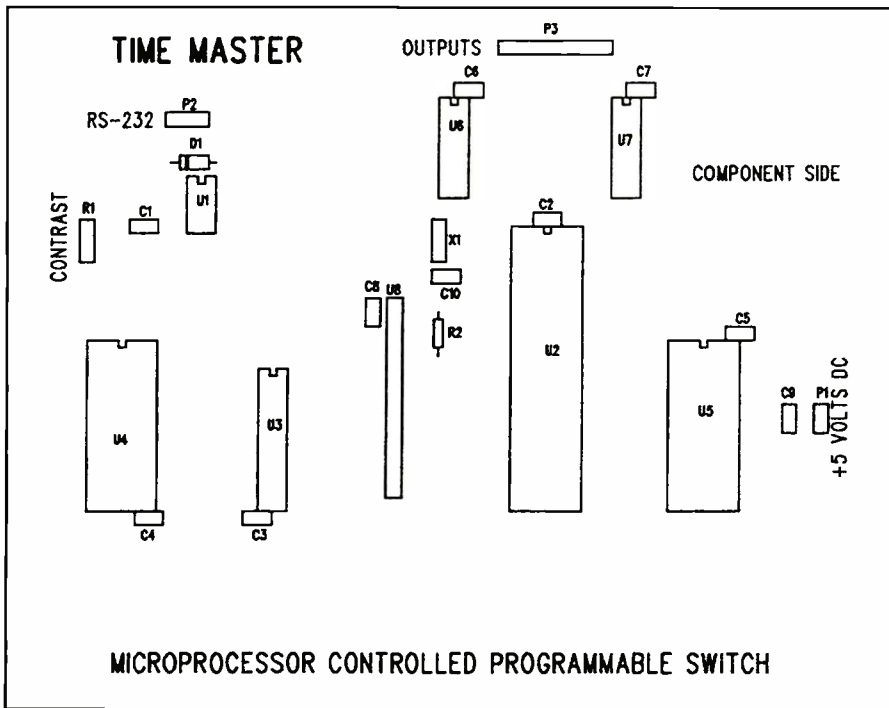 TIME MASTER
OUTPUTS
P3
C6
C7
P2
RS-232
U6
U7
D1
COMPONENT SIDE
U1
CONTRAST
R1
C1
C2
X1
C8
U8
C10
R2
C5
U2
U4
U3
U5
C9
P1
+5 VOLTS DC
C4
C3
MICROPROCESSOR CONTROLLED PROGRAMMABLE SWITCH